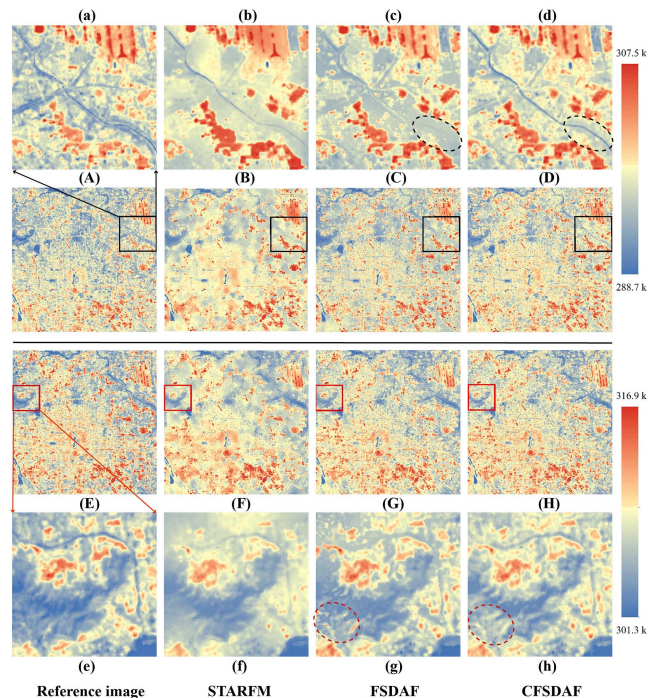 (a) (b) (c) (d)
307.5 k
(A) (B) (C) (D)
288.7 k
316.9 k
(E) (F) (G) (H)
301.3 k
(e) (f) (g) (h)
Reference image STARFM FSDAF CFSDAF